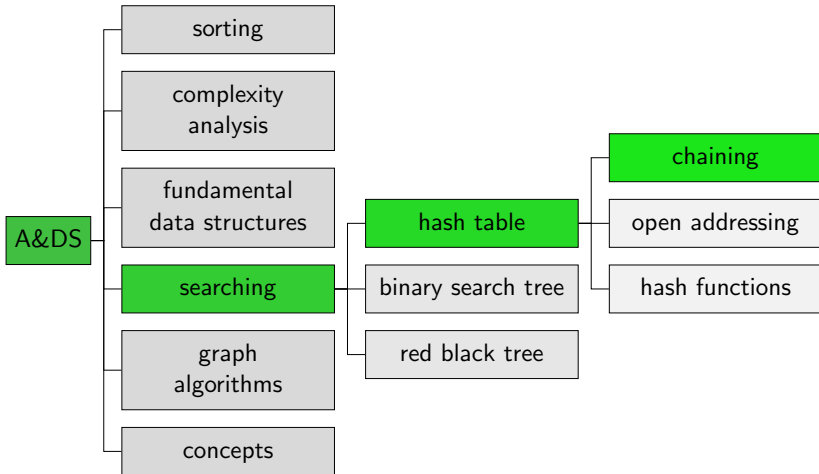 A&DS
sorting
complexity
analysis
fundamental
data structures
searching
graph
algorithms
concepts
hash table
binary search tree
red black tree
chaining
open addressing
hash functions